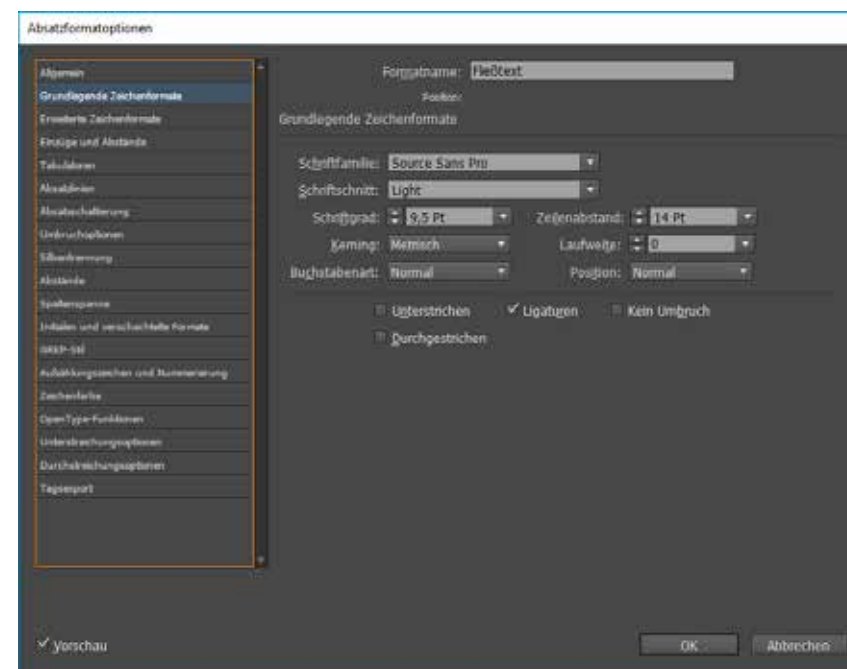 Absatzformatoptionen
Allgemein
Grundlegende Zeichenformate
Erweiterte Zeichenformate
Einzüge und Abstände
Tabulatoren
Absatzlinien
Absatzschattierung
Umbruchoptionen
Silbentrennung
Abstände
Spaltenspanne
Initialen und verschachtelte Formate
GREP-Stil
Aufzählungszeichen und Nummerierung
Zeichenfarbe
OpenType-Funktionen
Unterstreichungsoptionen
Durchstreichungsoptionen
Tagsexport
Formatname: Fließtext
Position:
Grundlegende Zeichenformate
Schriftfamilie: Source Sans Pro
Schriftschnitt: Light
Schriftgrad: 9,5 Pt Zeilenabstand: 14 Pt
Kerning: Metrisch Laufweite: 0
Buchstabenart: Normal Position: Normal
Unterstrichen Ligaturen Kein Umbruch
Durchgestrichen
Vorschau OK Abbrechen